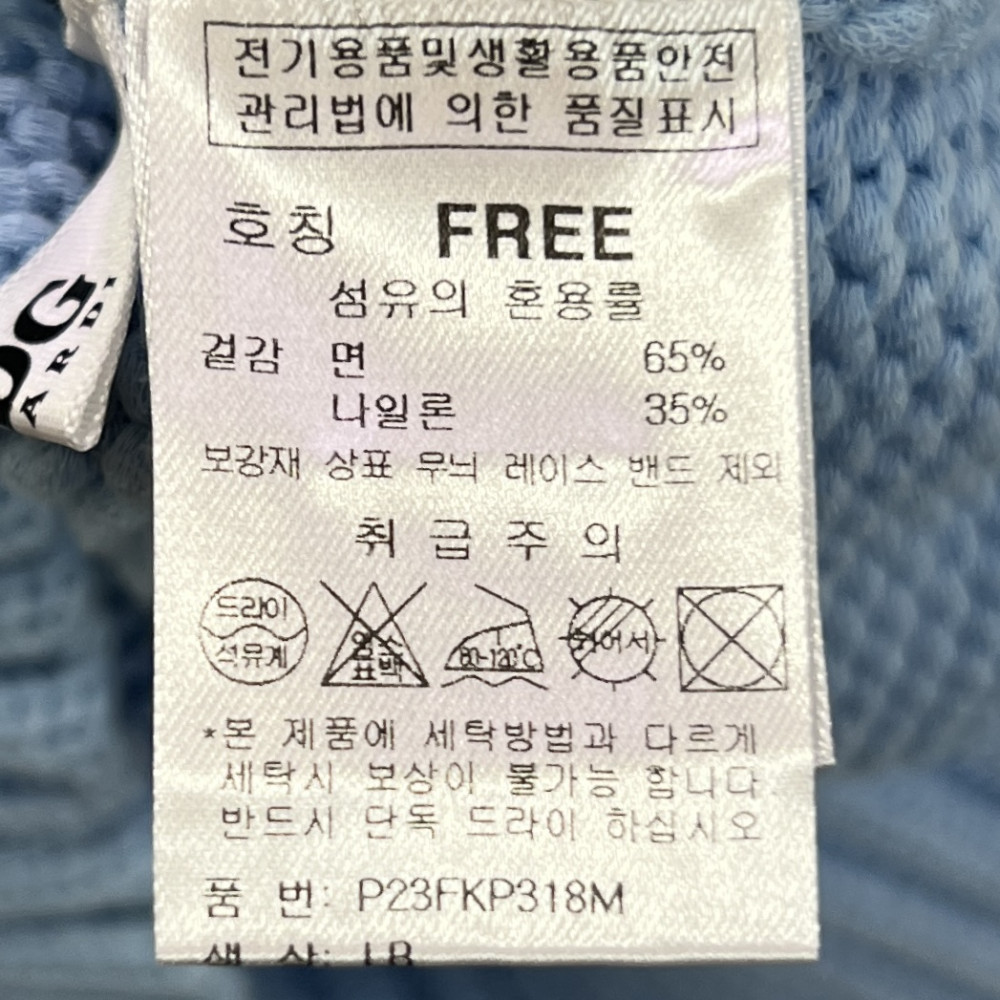 전기용품및생활용품안전
관리법에 의한 품질표시
호칭 FREE
섬유의 혼용률
겉감 면 65%
나일론 35%
보강재 상표 무늬 레이스 밴드 제외
취급주의
드라이
석유계
염소
표백
80~120℃
뉘어서
*본 제품에 세탁방법과 다르게
세탁시 보상이 불가능 합니다.
반드시 단독 드라이 하십시오
품 번: P23FKP318M
색 상: LB
OG
ARDI